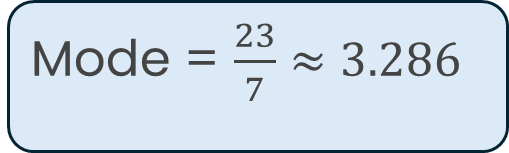 Mode = 23/7 ≈ 3.286